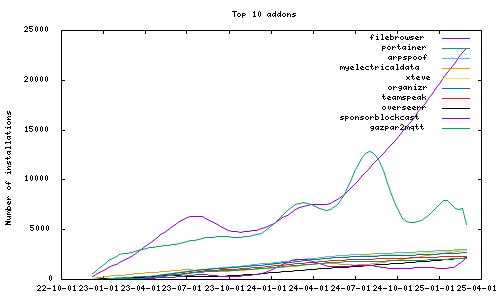 Top 10 addons
Number of installations
25000
20000
15000
10000
5000
0
filebrowser
portainer
arpspoof
myelectricaldata
xteve
organizr
teamspeak
overseerr
sponsorblockcast
gazpar2mqtt
22-10-01 23-01-01 23-04-01 23-07-01 23-10-01 24-01-01 24-04-01 24-07-01 24-10-01 25-01-01 25-04-01